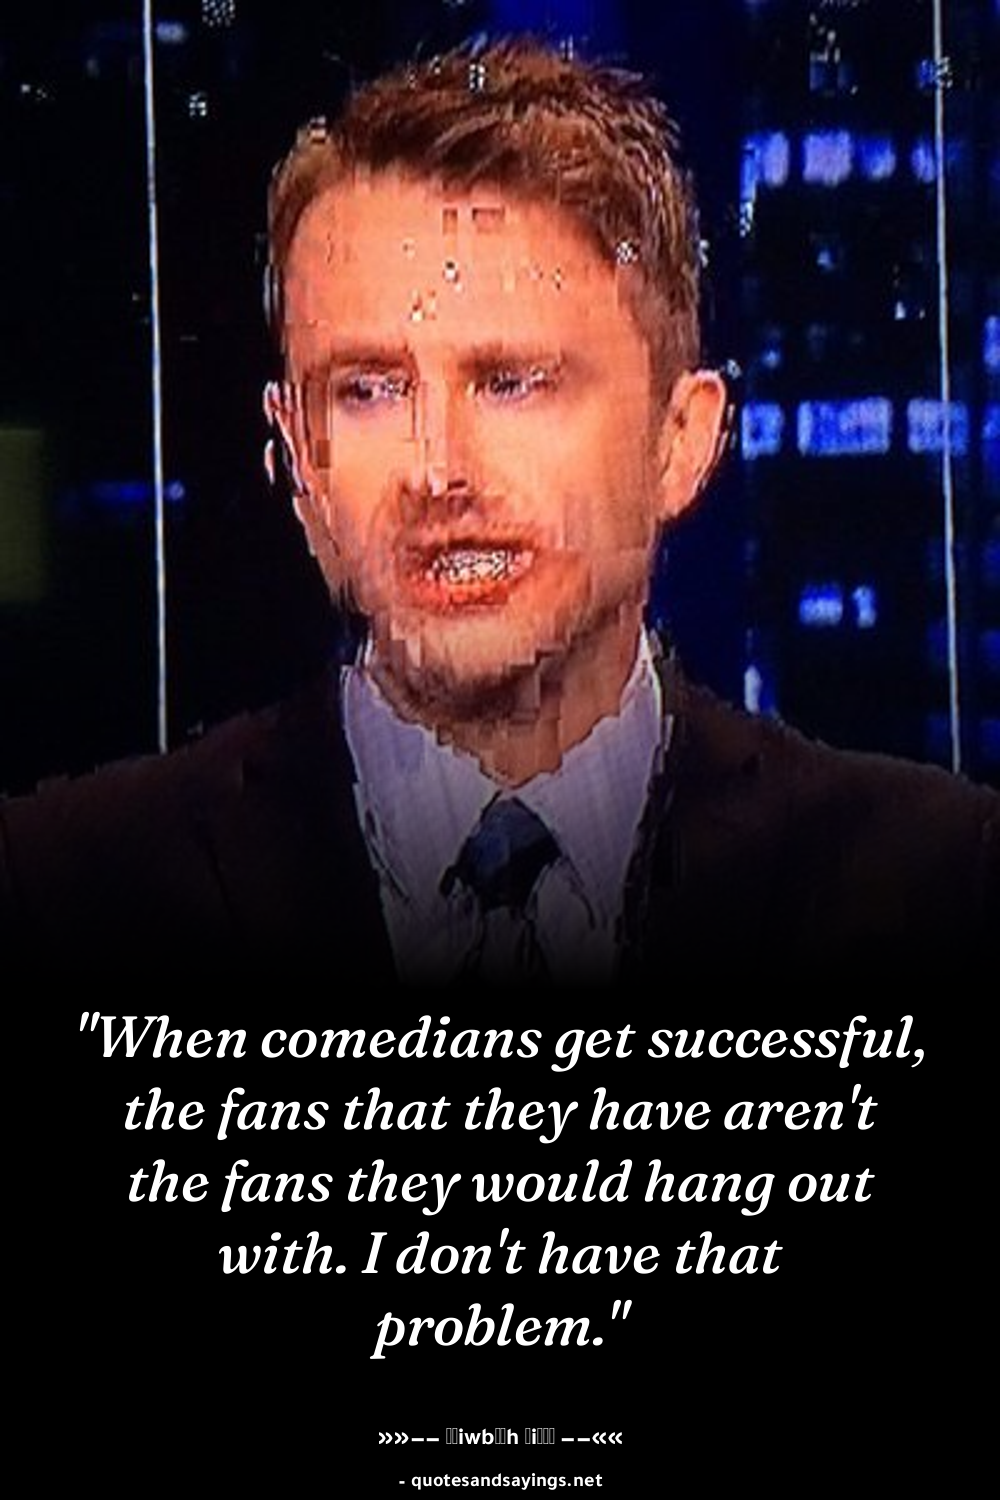 "When comedians get successful,
the fans that they have aren't
the fans they would hang out
with. I don't have that
problem."
- quotesandsayings.net